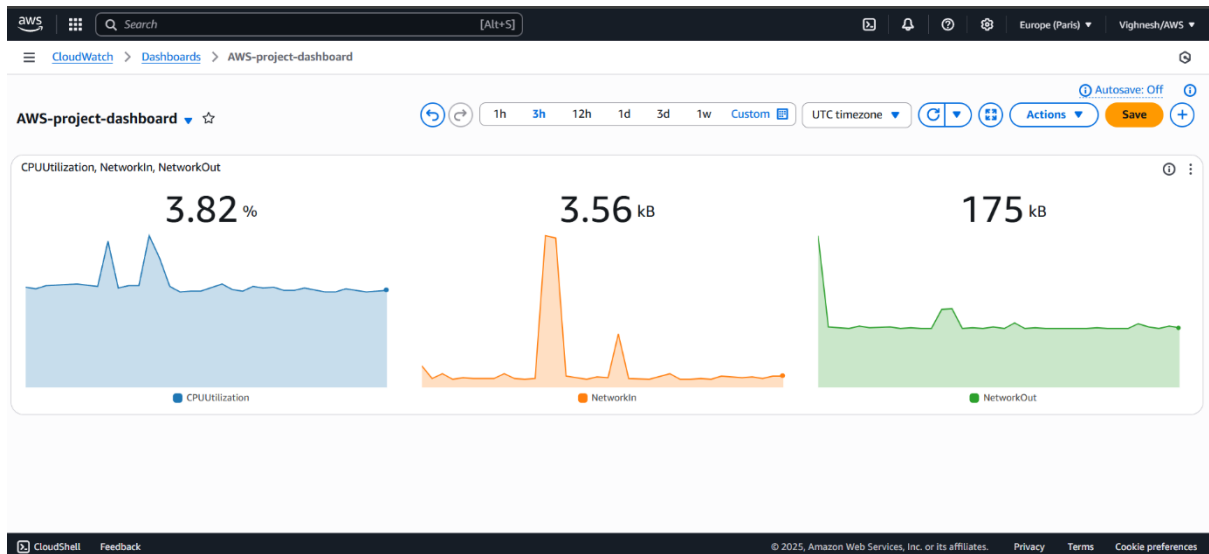 aws Search [Alt+S] Europe (Paris) ▼ Vighnesh/AWS ▼
CloudWatch > Dashboards > AWS-project-dashboard
Autosave: Off
AWS-project-dashboard 1h 3h 12h 1d 3d 1w Custom UTC timezone Actions Save
CPUUtilization, NetworkIn, NetworkOut
3.82 % 3.56 kB 175 kB
CPUUtilization NetworkIn NetworkOut
CloudShell Feedback © 2025, Amazon Web Services, Inc. or its affiliates. Privacy Terms Cookie preferences